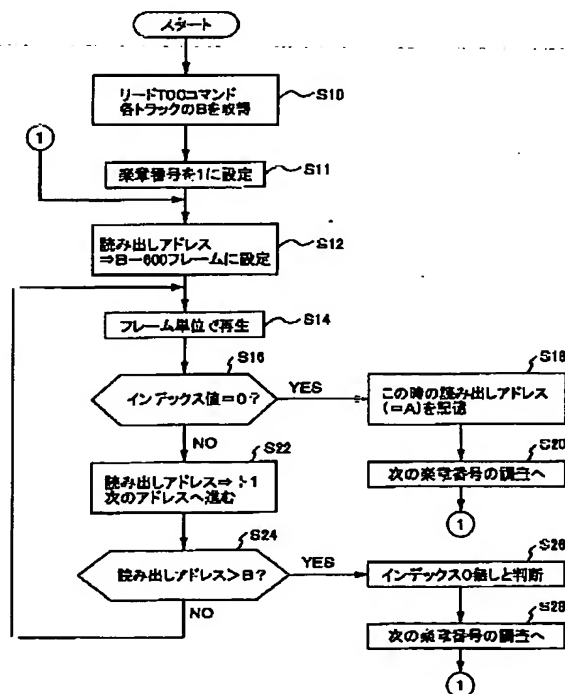 スタート
リードTOCコマンド
各トラックのBを取得
S10
1
楽章番号を1に設定
S11
読み出しアドレス
⇒B−600フレームに設定
S12
フレーム単位で再生
S14
S16
インデックス値=0?
YES
NO
S18
この時の読み出しアドレス
(=A)を記憶
S20
次の楽章番号の調査へ
1
S22
読み出しアドレス⇒+1
次のアドレスへ進む
S24
読み出しアドレス>B?
YES
NO
S26
インデックス0無しと判断
S28
次の楽章番号の調査へ
1